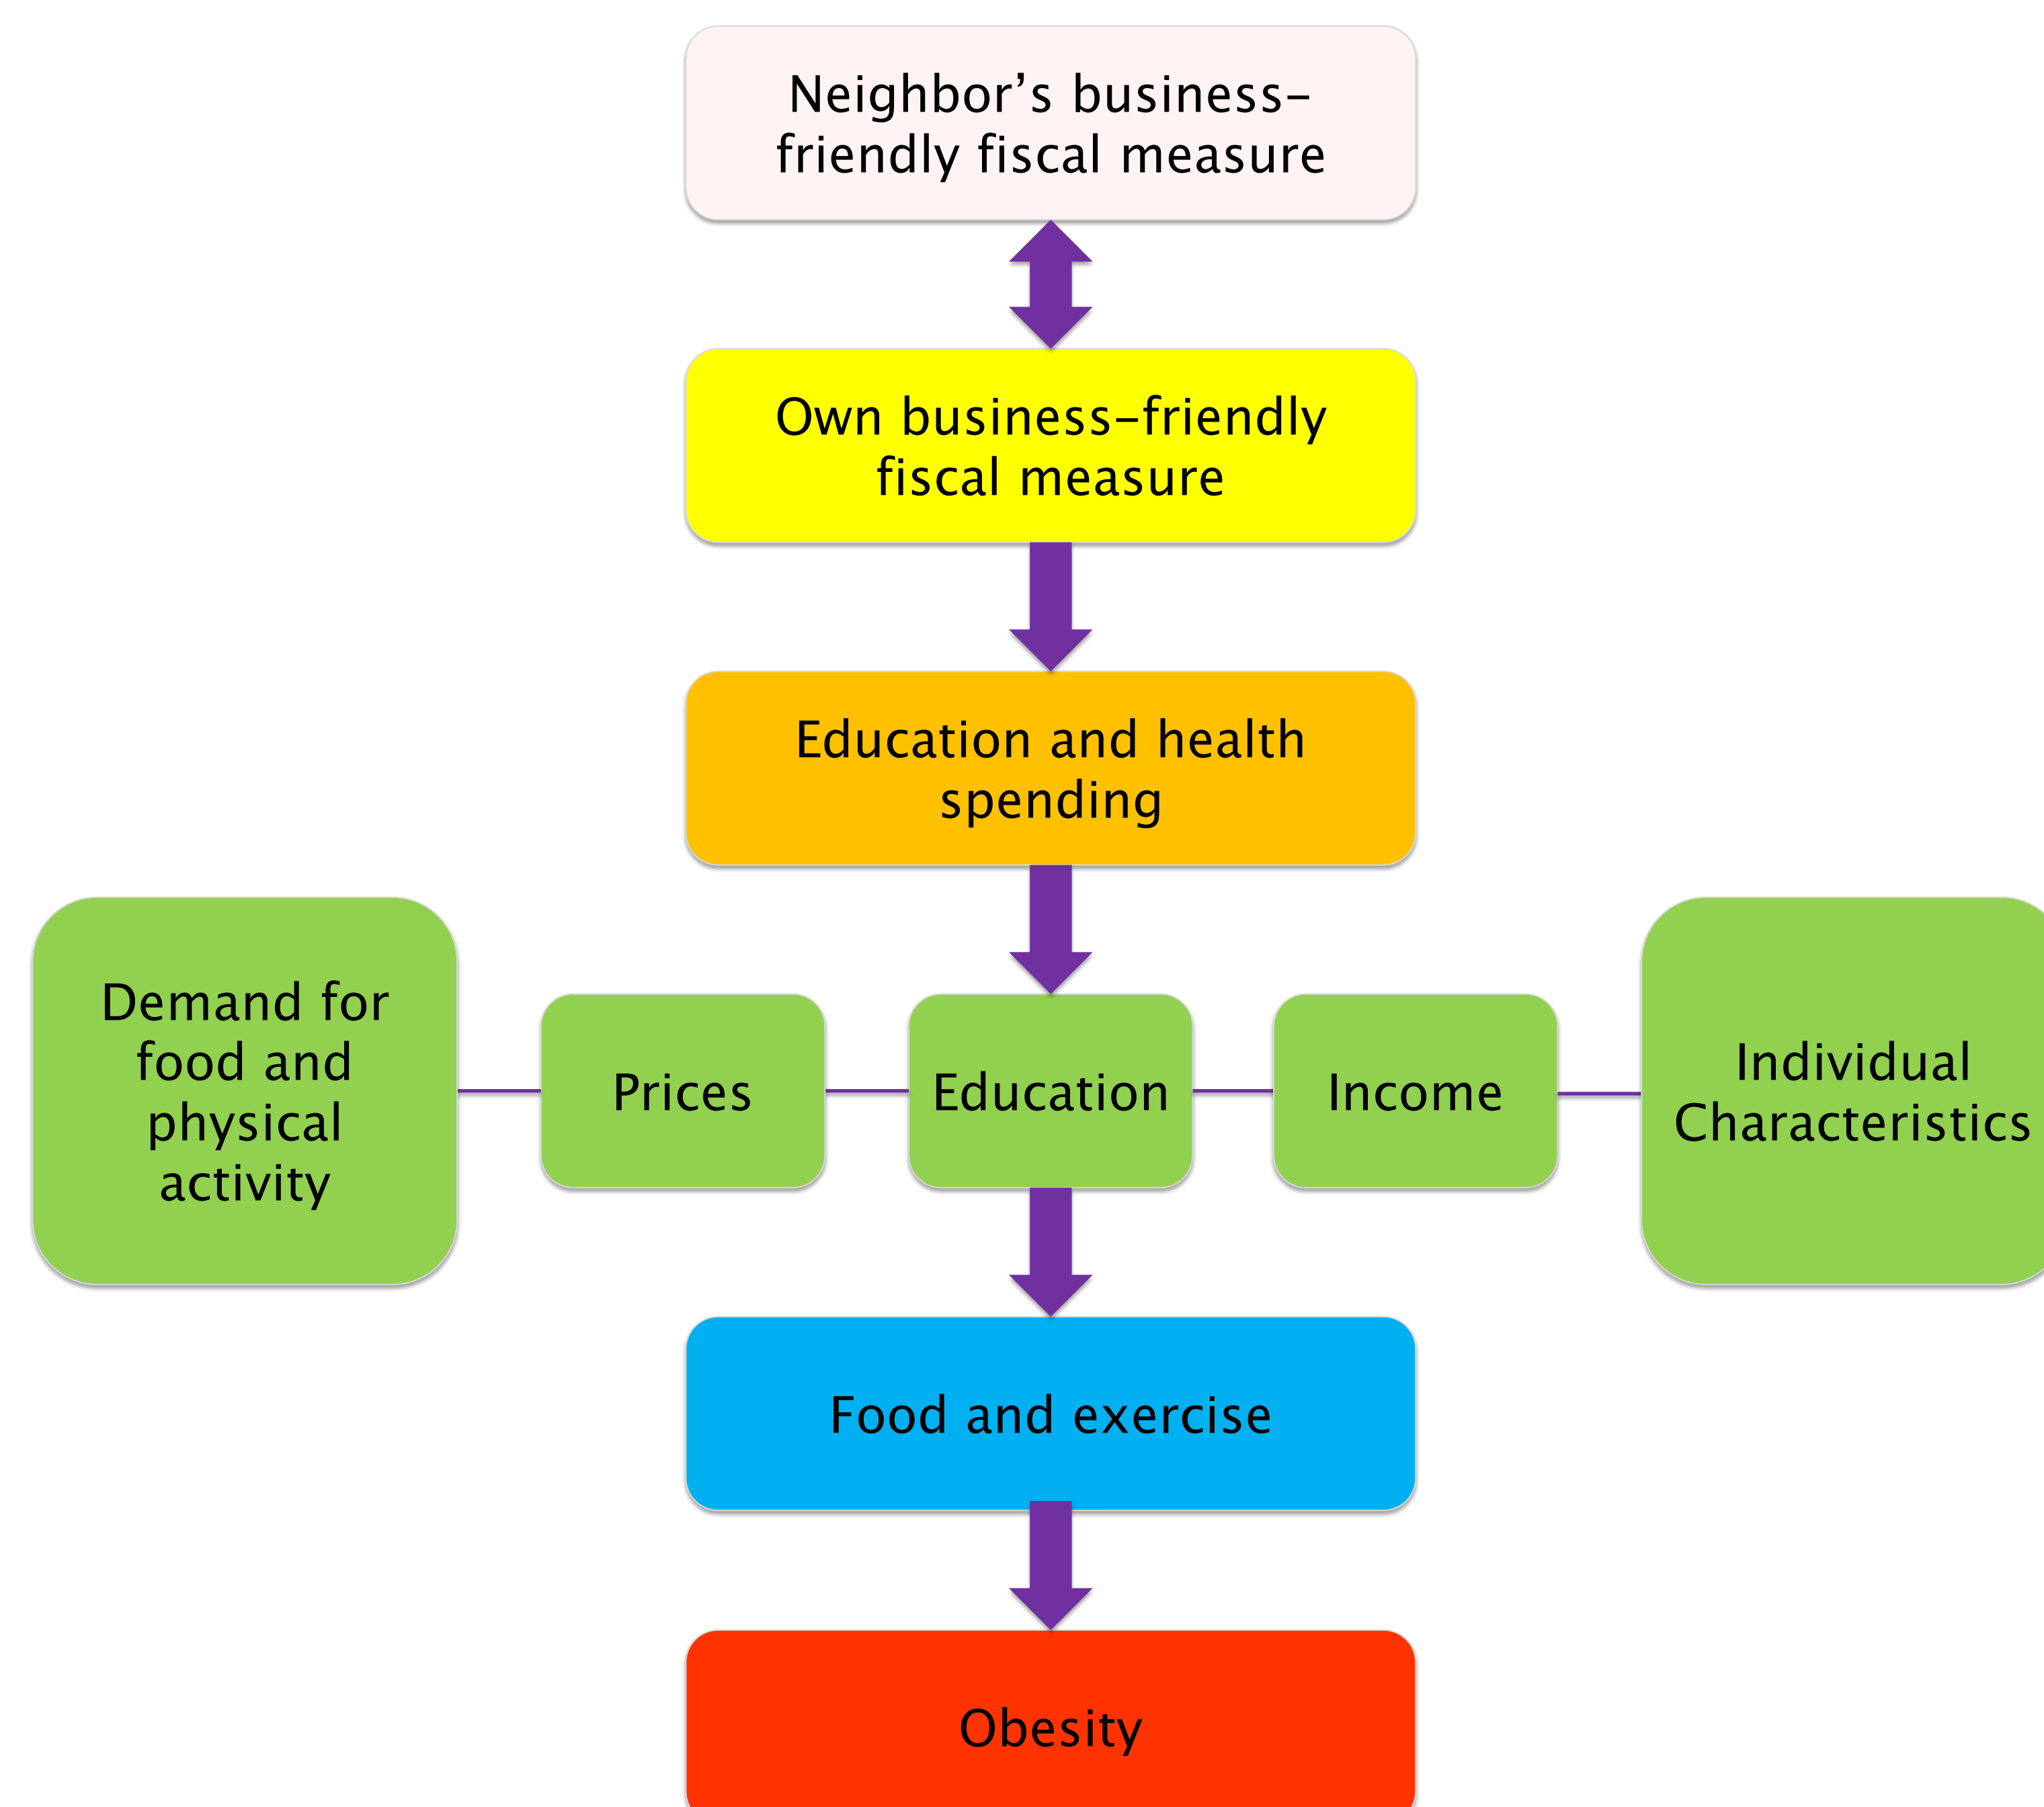 Neighbor’s business-
friendly fiscal measure
Own business-friendly
fiscal measure
Education and health
spending
Demand for
food and
physical
activity
Prices
Education
Income
Individual
Characteristics
Food and exercise
Obesity